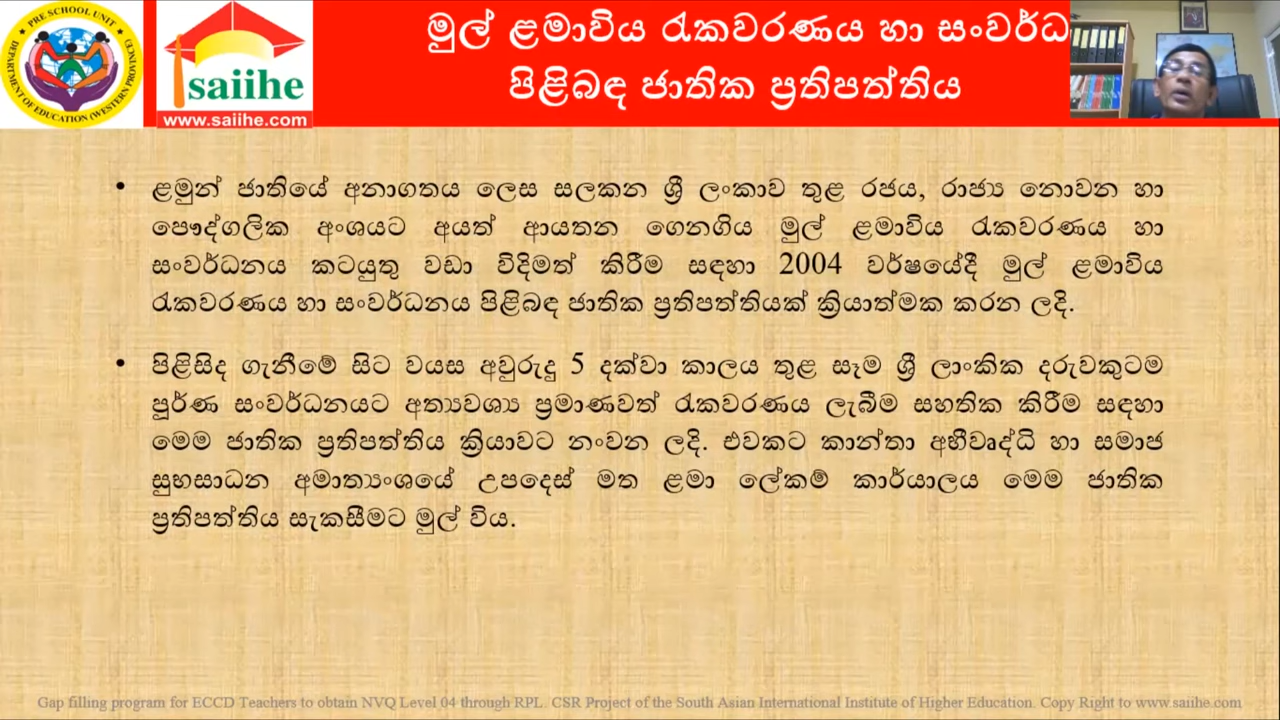 PRE SCHOOL UNIT
DEPARTMENT OF EDUCATION (WESTERN PROVINCE)
saiihe
www.saiihe.com
මුල් ළමාවිය රැකවරණය හා සංවර්ධ
පිළිබඳ ජාතික ප්‍රතිපත්තිය
• ළමුන් ජාතියේ අනාගතය ලෙස සලකන ශ්‍රී ලංකාව තුළ රජය, රාජ්‍ය නොවන හා
පෞද්ගලික අංශයට අයත් ආයතන ගෙනගිය මුල් ළමාවිය රැකවරණය හා
සංවර්ධනය කටයුතු වඩා විදිමත් කිරීම සඳහා 2004 වර්ෂයේදී මුල් ළමාවිය
රැකවරණය හා සංවර්ධනය පිළිබඳ ජාතික ප්‍රතිපත්තියක් ක්‍රියාත්මක කරන ලදි.
• පිළිසිද ගැනීමේ සිට වයස අවුරුදු 5 දක්වා කාලය තුළ සෑම ශ්‍රී ලාංකික දරුවකුටම
පූර්ණ සංවර්ධනයට අත්‍යවශ්‍ය ප්‍රමාණවත් රැකවරණය ලැබීම සහතික කිරීම සඳහා
මෙම ජාතික ප්‍රතිපත්තිය ක්‍රියාවට නංවන ලදි. එවකට කාන්තා අභිවෘද්ධි හා සමාජ
සුභසාධන අමාත්‍යංශයේ උපදෙස් මත ළමා ලේකම් කාර්යාලය මෙම ජාතික
ප්‍රතිපත්තිය සැකසීමට මුල් විය.
Gap filling program for ECCD Teachers to obtain NVQ Level 04 through RPL. CSR Project of the South Asian International Institute of Higher Education. Copy Right to www.saiihe.com